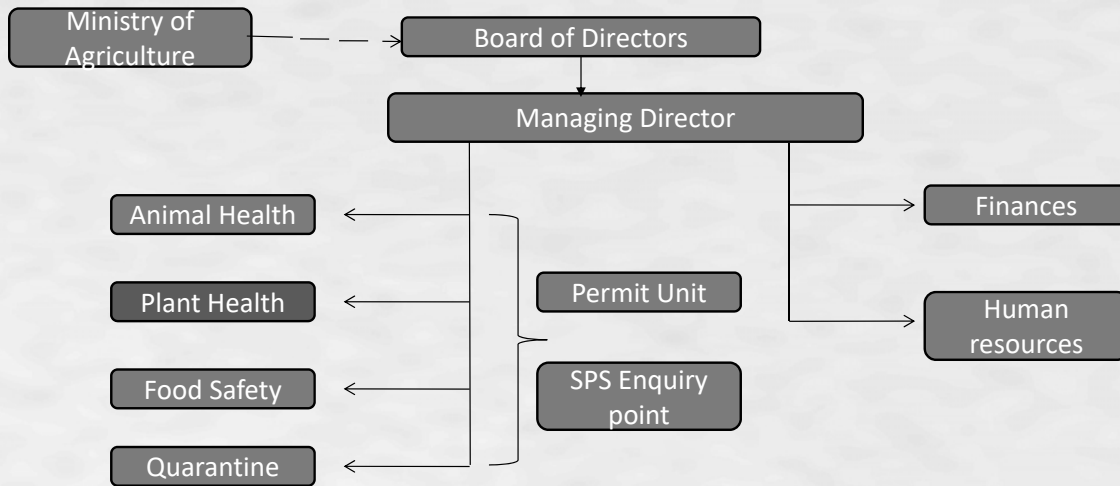 Ministry of
Agriculture
Board of Directors
Managing Director
Animal Health
Finances
Plant Health
Permit Unit
Human
resources
Food Safety
SPS Enquiry
point
Quarantine